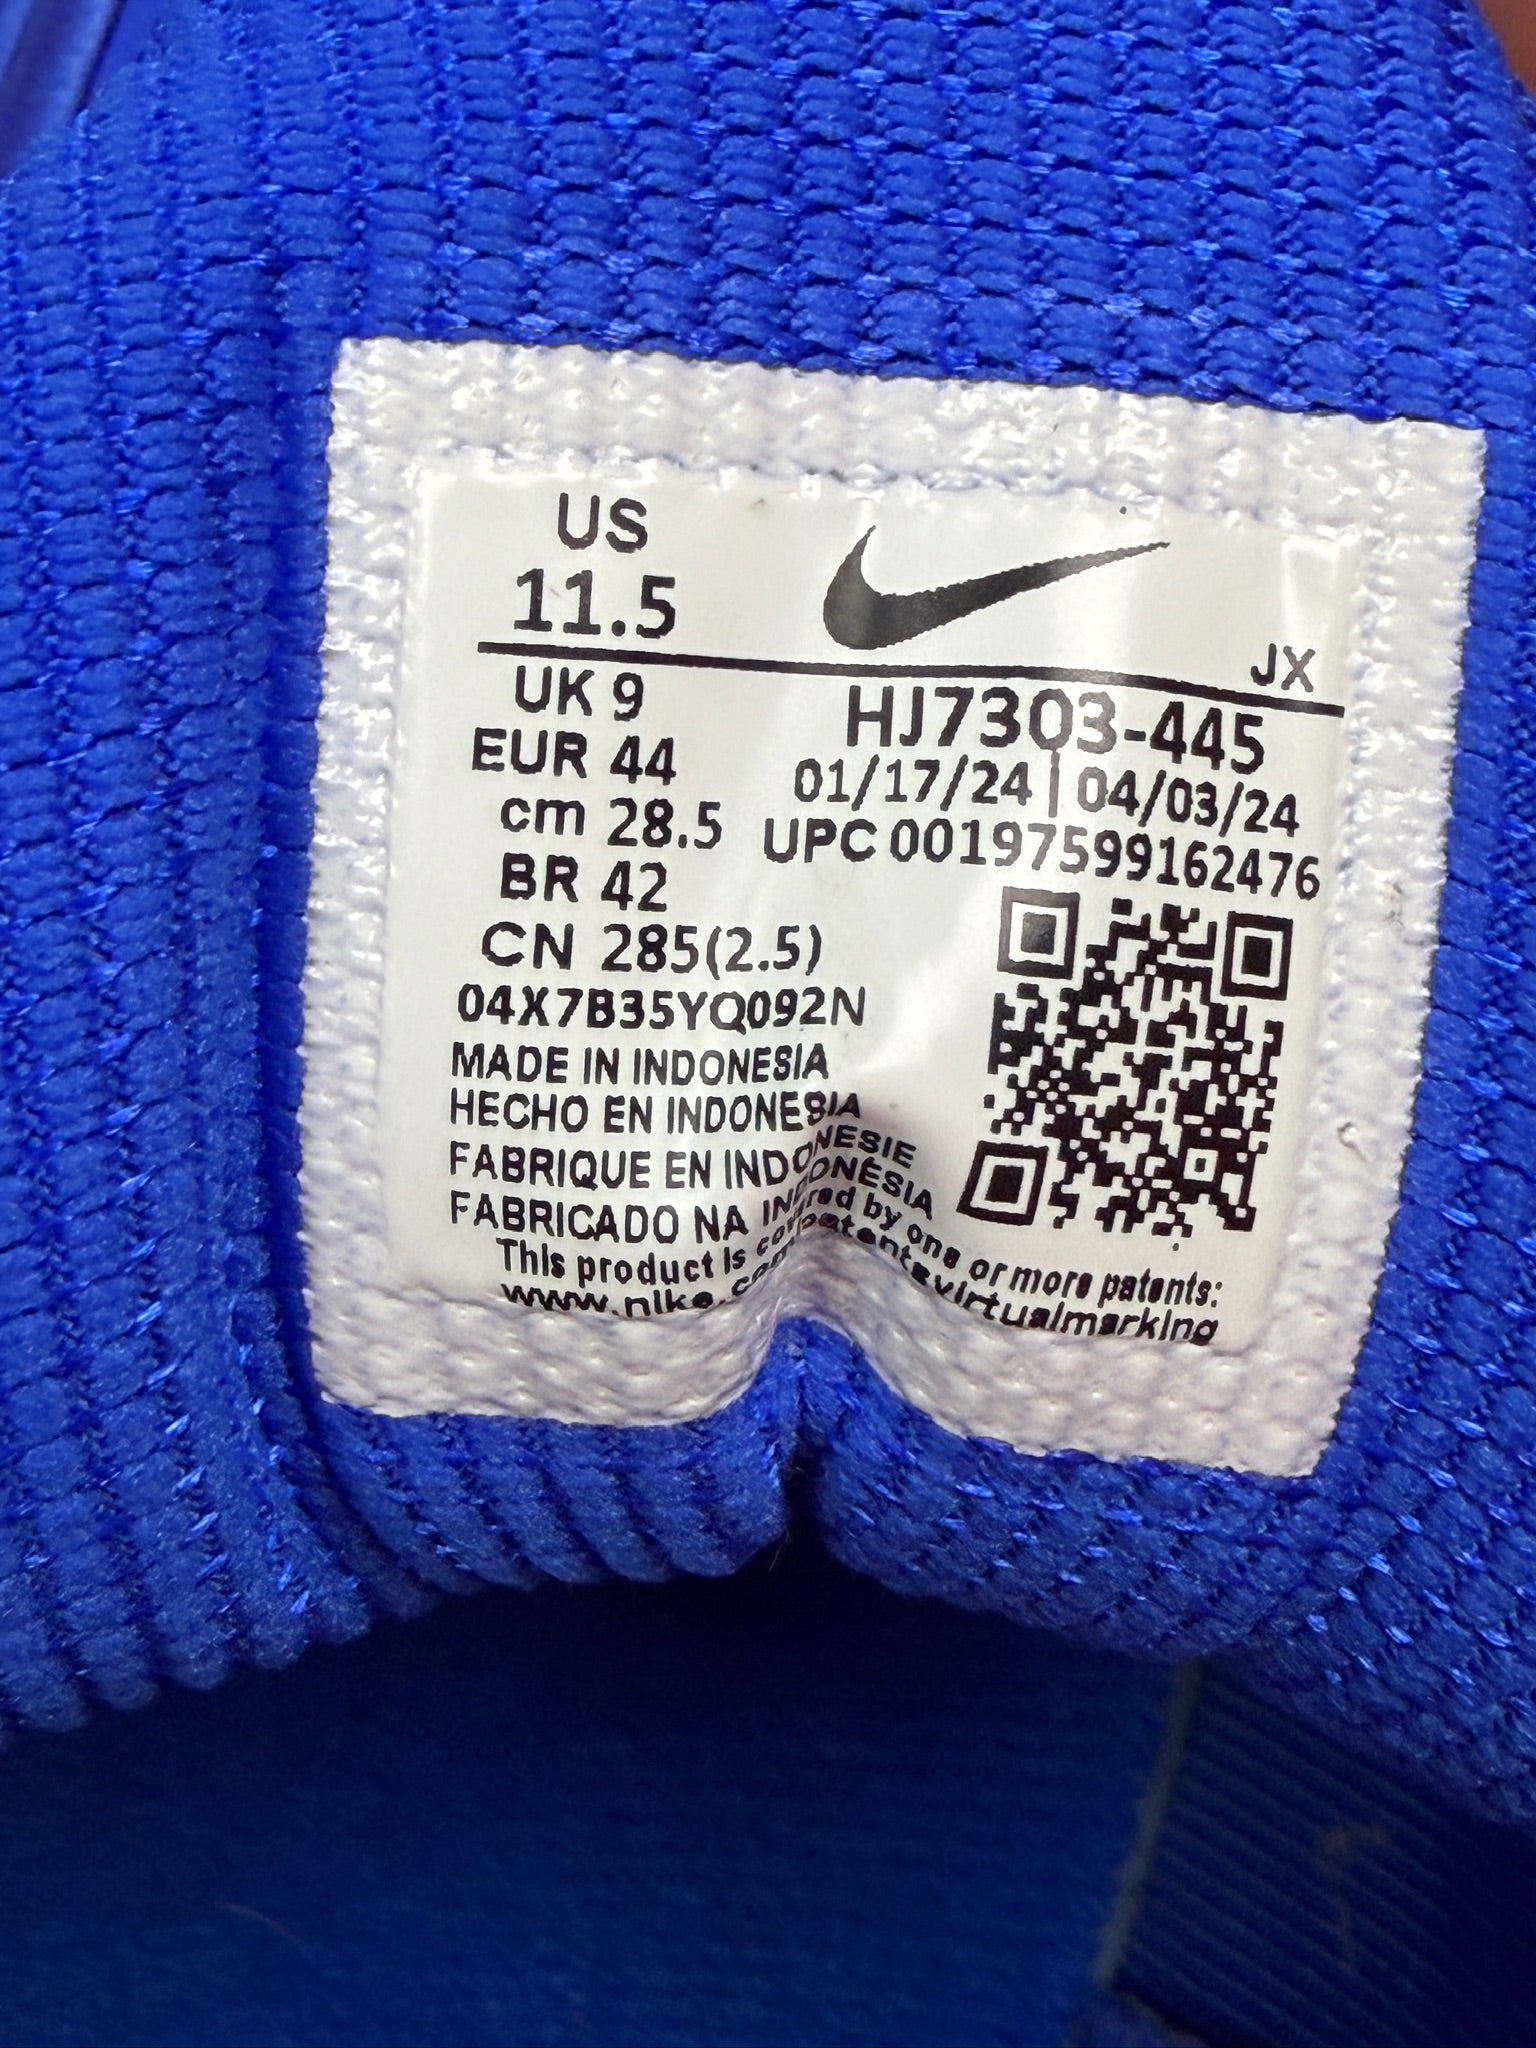 US
11.5
JX
UK 9
EUR 44
cm 28.5
BR 42
CN 285(2.5)
HJ7303-445
01/17/24 | 04/03/24
UPC 00197599162476
04X7B35YQ092N
MADE IN INDONESIA
HECHO EN INDONESIA
FABRIQUE EN INDONESIE
FABRICADO NA INDONÉSIA
This product is covered by one or more patents:
www.nike.com/patentsvirtualmarking